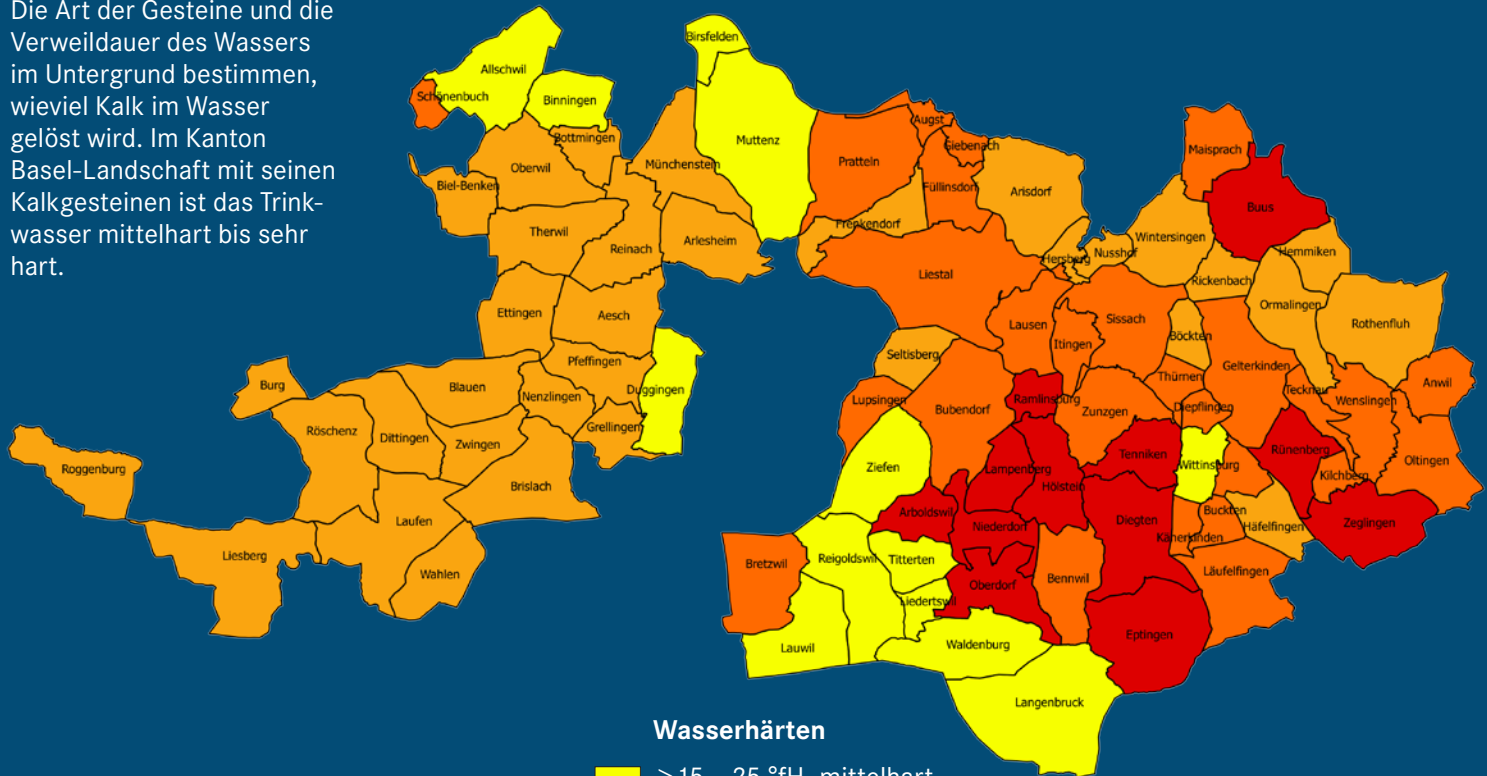 Die Art der Gesteine und die
Verweildauer des Wassers
im Untergrund bestimmen,
wieviel Kalk im Wasser
gelöst wird. Im Kanton
Basel-Landschaft mit seinen
Kalkgesteinen ist das Trink-
wasser mittelhart bis sehr
hart.
Birsfelden
Allschwil
Schönenbuch
Binningen
Bottmingen
Muttenz
Augst
Giebenach
Maisprach
Oberwil
Münchenstein
Pratteln
Biel-Benken
Füllinsdorf
Arisdorf
Buus
Frenkendorf
Therwil
Reinach
Arlesheim
Wintersingen
Hersberg
Nusshof
Hemmiken
Liestal
Rickenbach
Ormalingen
Ettingen
Aesch
Lausen
Sissach
Rothenfluh
Itingen
Böckten
Seltisberg
Pfeffingen
Gelterkinden
Burg
Blauen
Duggingen
Thürnen
Anwil
Nenzlingen
Tecknau
Lupsingen
Ramlinsburg
Wenslingen
Bubendorf
Zunzgen
Diepflingen
Röschenz
Dittingen
Grellingen
Zwingen
Rünenberg
Tenniken
Oltingen
Roggenburg
Ziefen
Lampenberg
Wittinsburg
Kilchberg
Brislach
Hölstein
Arboldswil
Buckten
Laufen
Niederdorf
Diegten
Häfelfingen
Zeglingen
Känerkinden
Liesberg
Reigoldswil
Titterten
Bretzwil
Läufelfingen
Wahlen
Oberdorf
Bennwil
Liedertswil
Eptingen
Lauwil
Waldenburg
Langenbruck
Wasserhärten
>15 – 25 °fH, mittelhart